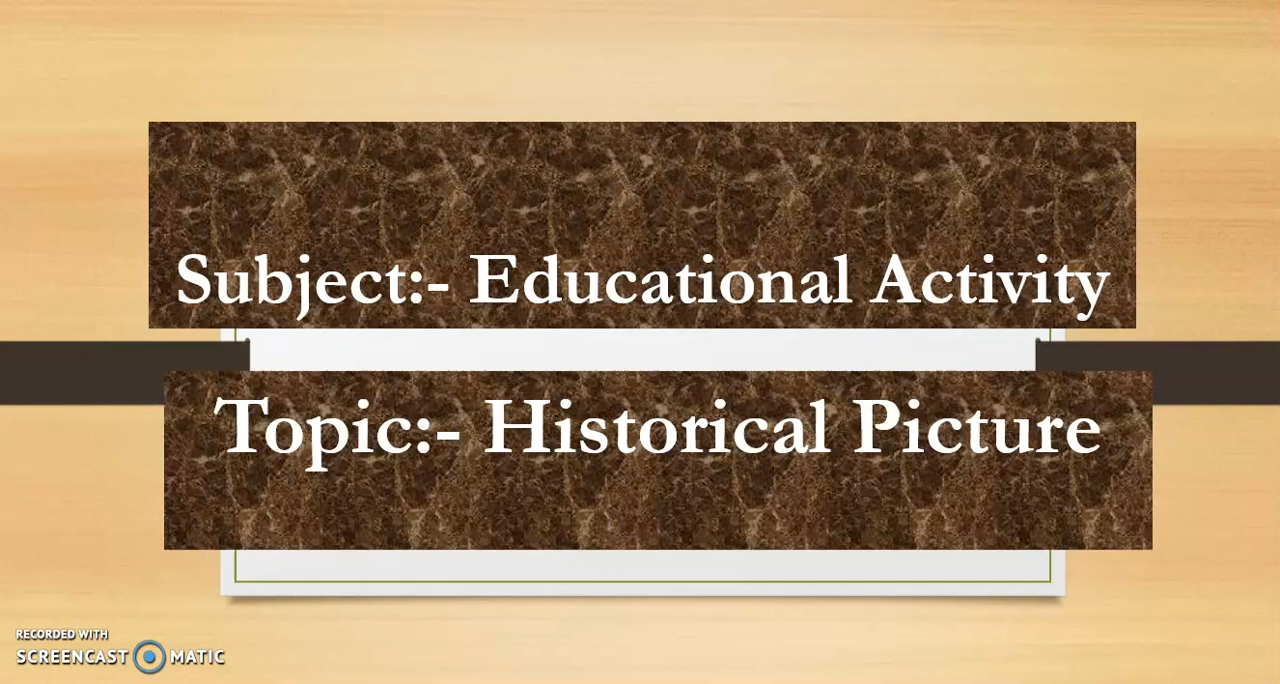 Subject:- Educational Activity
Topic:- Historical Picture
RECORDED WITH
SCREENCAST MATIC